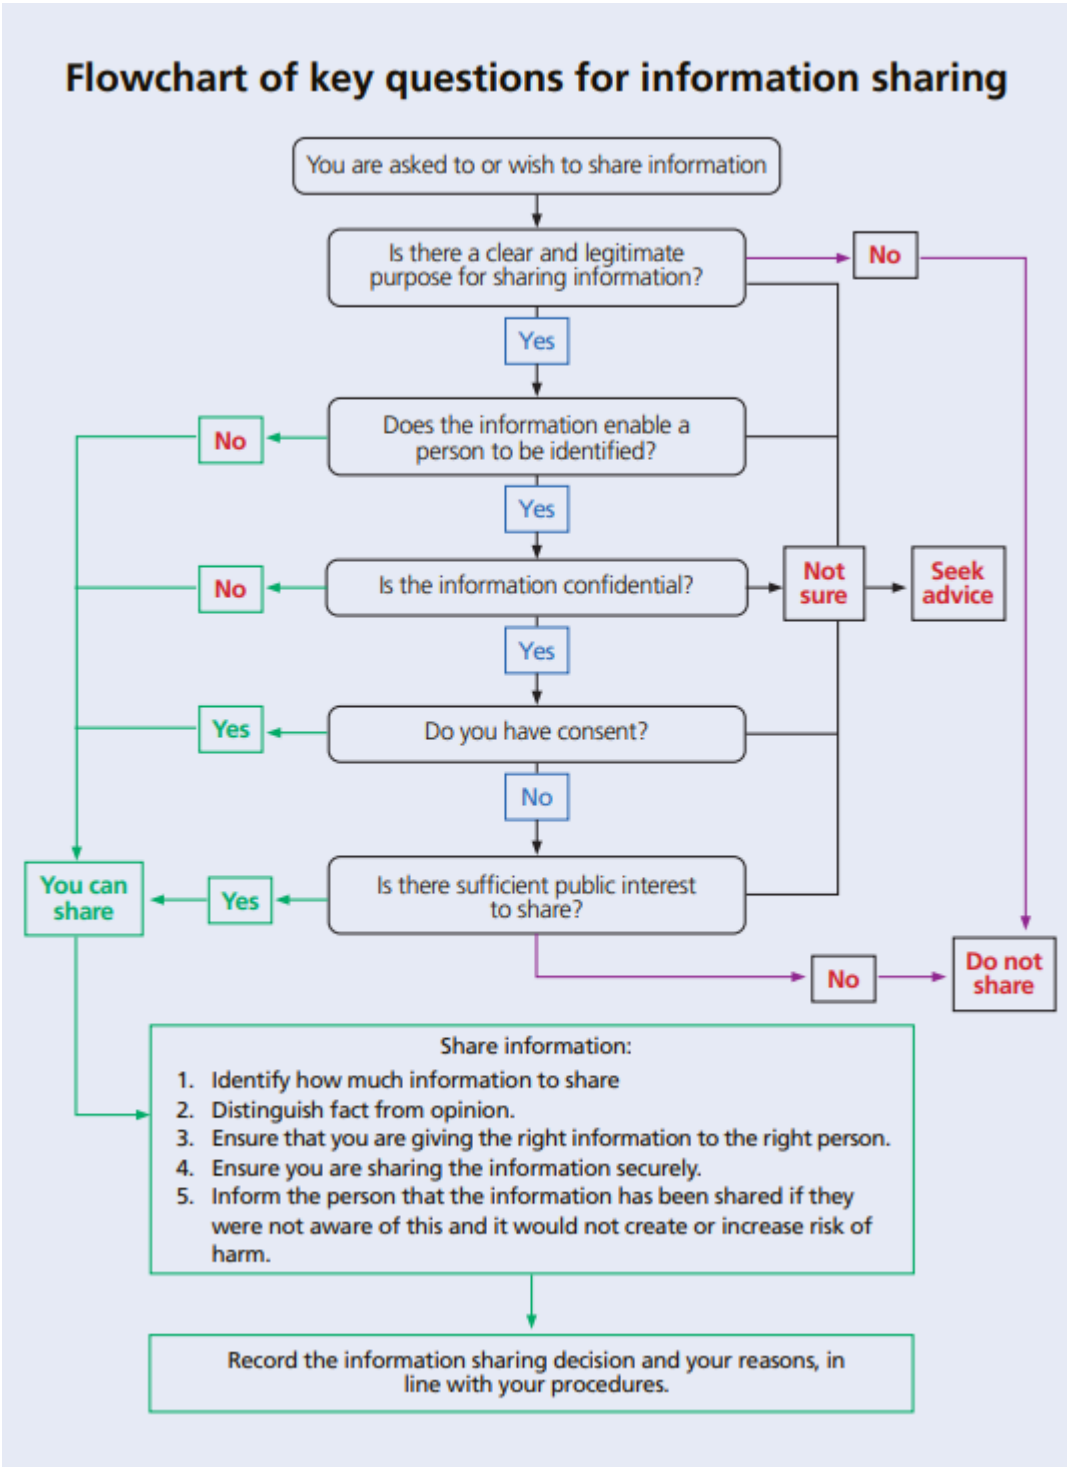 Flowchart of key questions for information sharing
You are asked to or wish to share information
Is there a clear and legitimate
purpose for sharing information?
No
Yes
Does the information enable a
person to be identified?
No
Yes
Is the information confidential?
No
Not
sure
Seek
advice
Yes
Do you have consent?
Yes
No
Is there sufficient public interest
to share?
Yes
You can
share
No
Do not
share
Share information:
1. Identify how much information to share
2. Distinguish fact from opinion.
3. Ensure that you are giving the right information to the right person.
4. Ensure you are sharing the information securely.
5. Inform the person that the information has been shared if they
were not aware of this and it would not create or increase risk of
harm.
Record the information sharing decision and your reasons, in
line with your procedures.